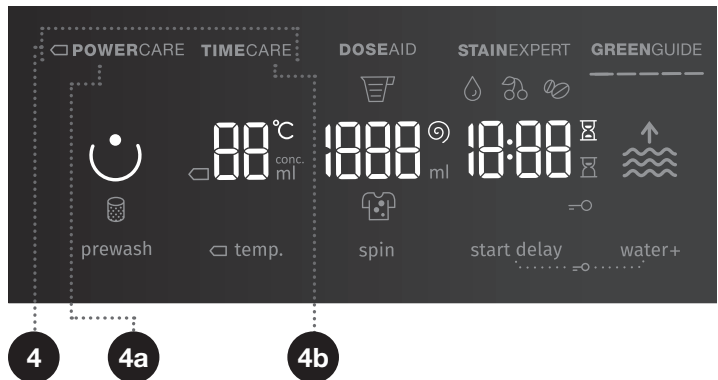 POWERCARE TIMECARE DOSEAID STAINEXPERT GREENGUIDE
88 °C 1888 18:88
conc.
ml ml
prewash temp. spin start delay water+
4 4a 4b